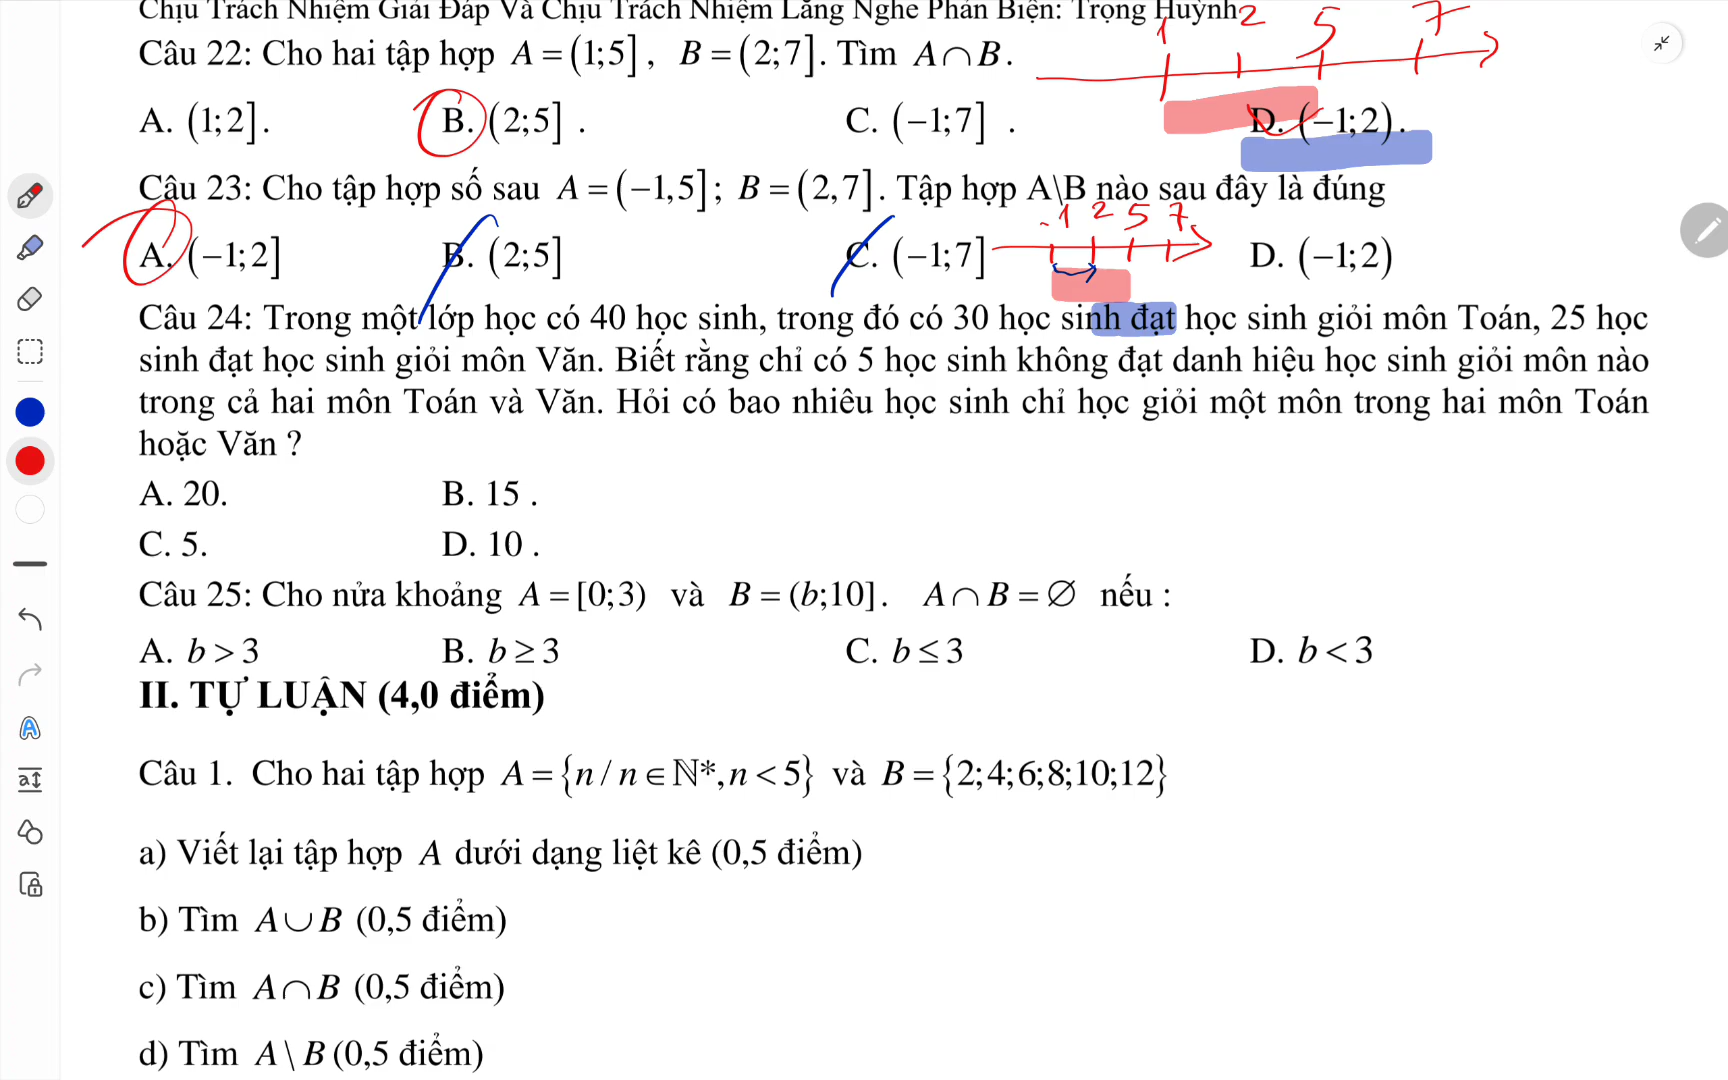 Chịu Trách Nhiệm Giải Đáp Và Chịu Trách Nhiệm Lắng Nghe Phản Biện: Trọng Huỳnh
1 2 5 7
Câu 22: Cho hai tập hợp A = (1;5], B = (2;7]. Tìm A∩B.
A. (1;2]. B. (2;5] . C. (−1;7] . D. (−1;2).
Câu 23: Cho tập hợp số sau A = (−1,5]; B = (2,7]. Tập hợp A\B nào sau đây là đúng
-1 2 5 7
A. (−1;2] B. (2;5] C. (−1;7] D. (−1;2)
Câu 24: Trong một lớp học có 40 học sinh, trong đó có 30 học sinh đạt học sinh giỏi môn Toán, 25 học
sinh đạt học sinh giỏi môn Văn. Biết rằng chỉ có 5 học sinh không đạt danh hiệu học sinh giỏi môn nào
trong cả hai môn Toán và Văn. Hỏi có bao nhiêu học sinh chỉ học giỏi một môn trong hai môn Toán
hoặc Văn ?
A. 20. B. 15 .
C. 5. D. 10 .
Câu 25: Cho nửa khoảng A = [0;3) và B = (b;10]. A∩B = ∅ nếu :
A. b > 3 B. b ≥ 3 C. b ≤ 3 D. b < 3
II. TỰ LUẬN (4,0 điểm)
Câu 1. Cho hai tập hợp A = {n / n ∈ ℕ*, n < 5} và B = {2;4;6;8;10;12}
a) Viết lại tập hợp A dưới dạng liệt kê (0,5 điểm)
b) Tìm A∪B (0,5 điểm)
c) Tìm A∩B (0,5 điểm)
d) Tìm A \ B (0,5 điểm)